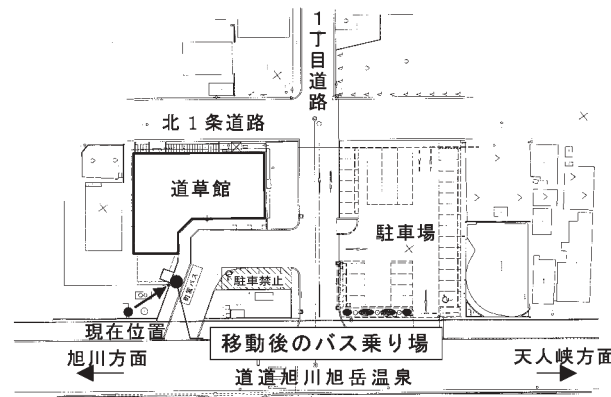 1丁目道路
北1条道路
道草館
駐車場
駐車禁止
現在位置
移動後のバス乗り場
旭川方面
天人峡方面
道道旭川旭岳温泉